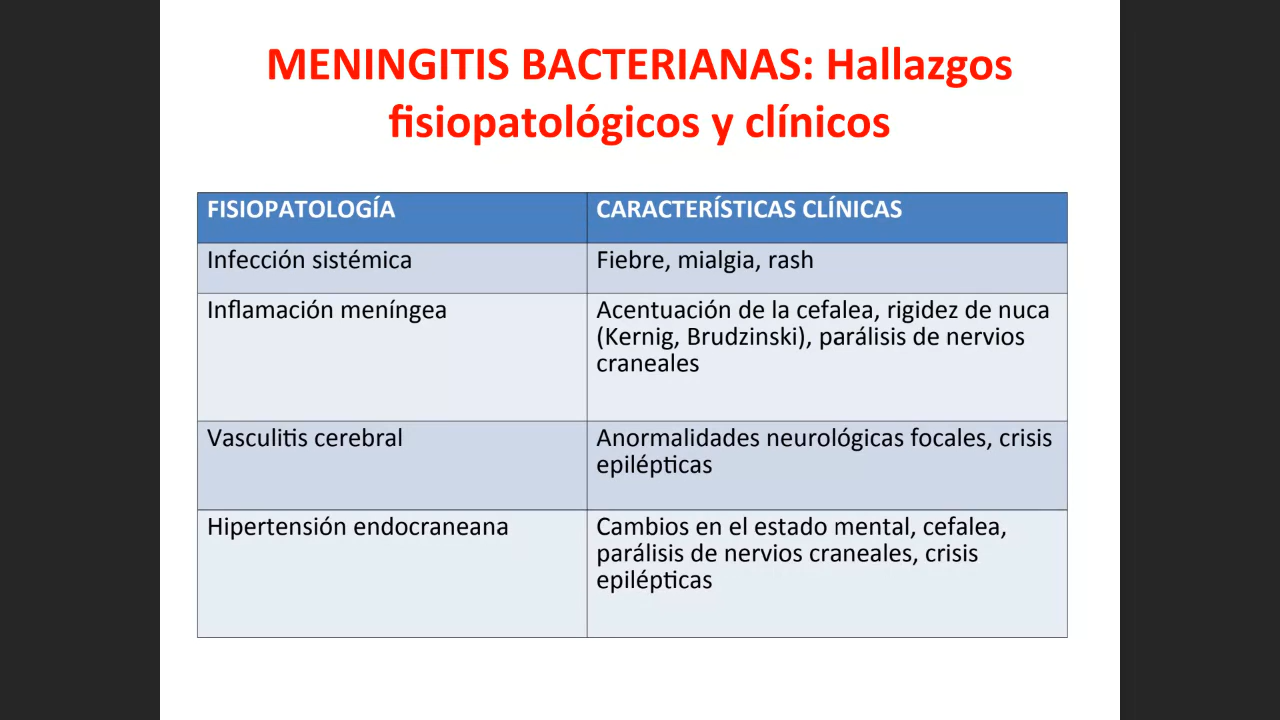 MENINGITIS BACTERIANAS: Hallazgos
fisiopatológicos y clínicos
FISIOPATOLOGÍA
CARACTERÍSTICAS CLÍNICAS
Infección sistémica
Fiebre, mialgia, rash
Inflamación meníngea
Acentuación de la cefalea, rigidez de nuca
(Kernig, Brudzinski), parálisis de nervios
craneales
Vasculitis cerebral
Anormalidades neurológicas focales, crisis
epilépticas
Hipertensión endocraneana
Cambios en el estado mental, cefalea,
parálisis de nervios craneales, crisis
epilépticas